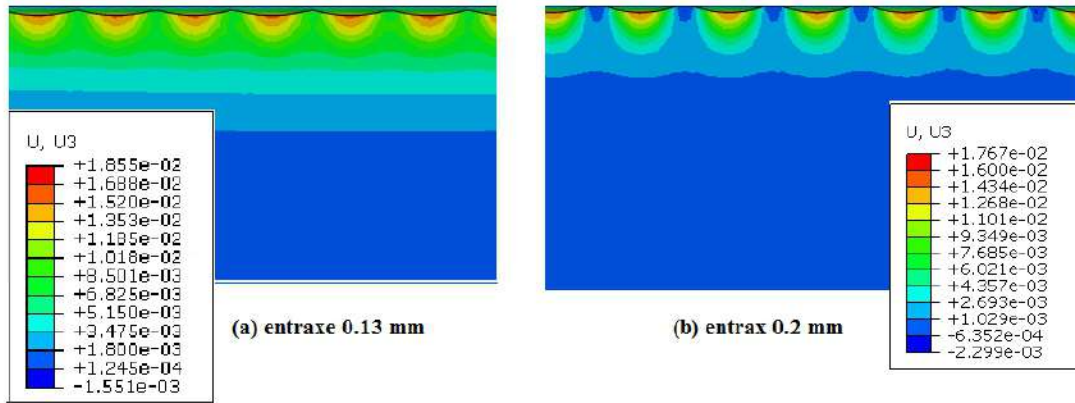 U, U3
+1.855e-02
+1.688e-02
+1.520e-02
+1.353e-02
+1.185e-02
+1.018e-02
+8.501e-03
+6.825e-03
+5.150e-03
+3.475e-03
+1.800e-03
+1.245e-04
-1.551e-03
(a) entraxe 0.13 mm
U, U3
+1.767e-02
+1.600e-02
+1.434e-02
+1.268e-02
+1.101e-02
+9.349e-03
+7.685e-03
+6.021e-03
+4.357e-03
+2.693e-03
+1.029e-03
-6.352e-04
-2.299e-03
(b) entrax 0.2 mm